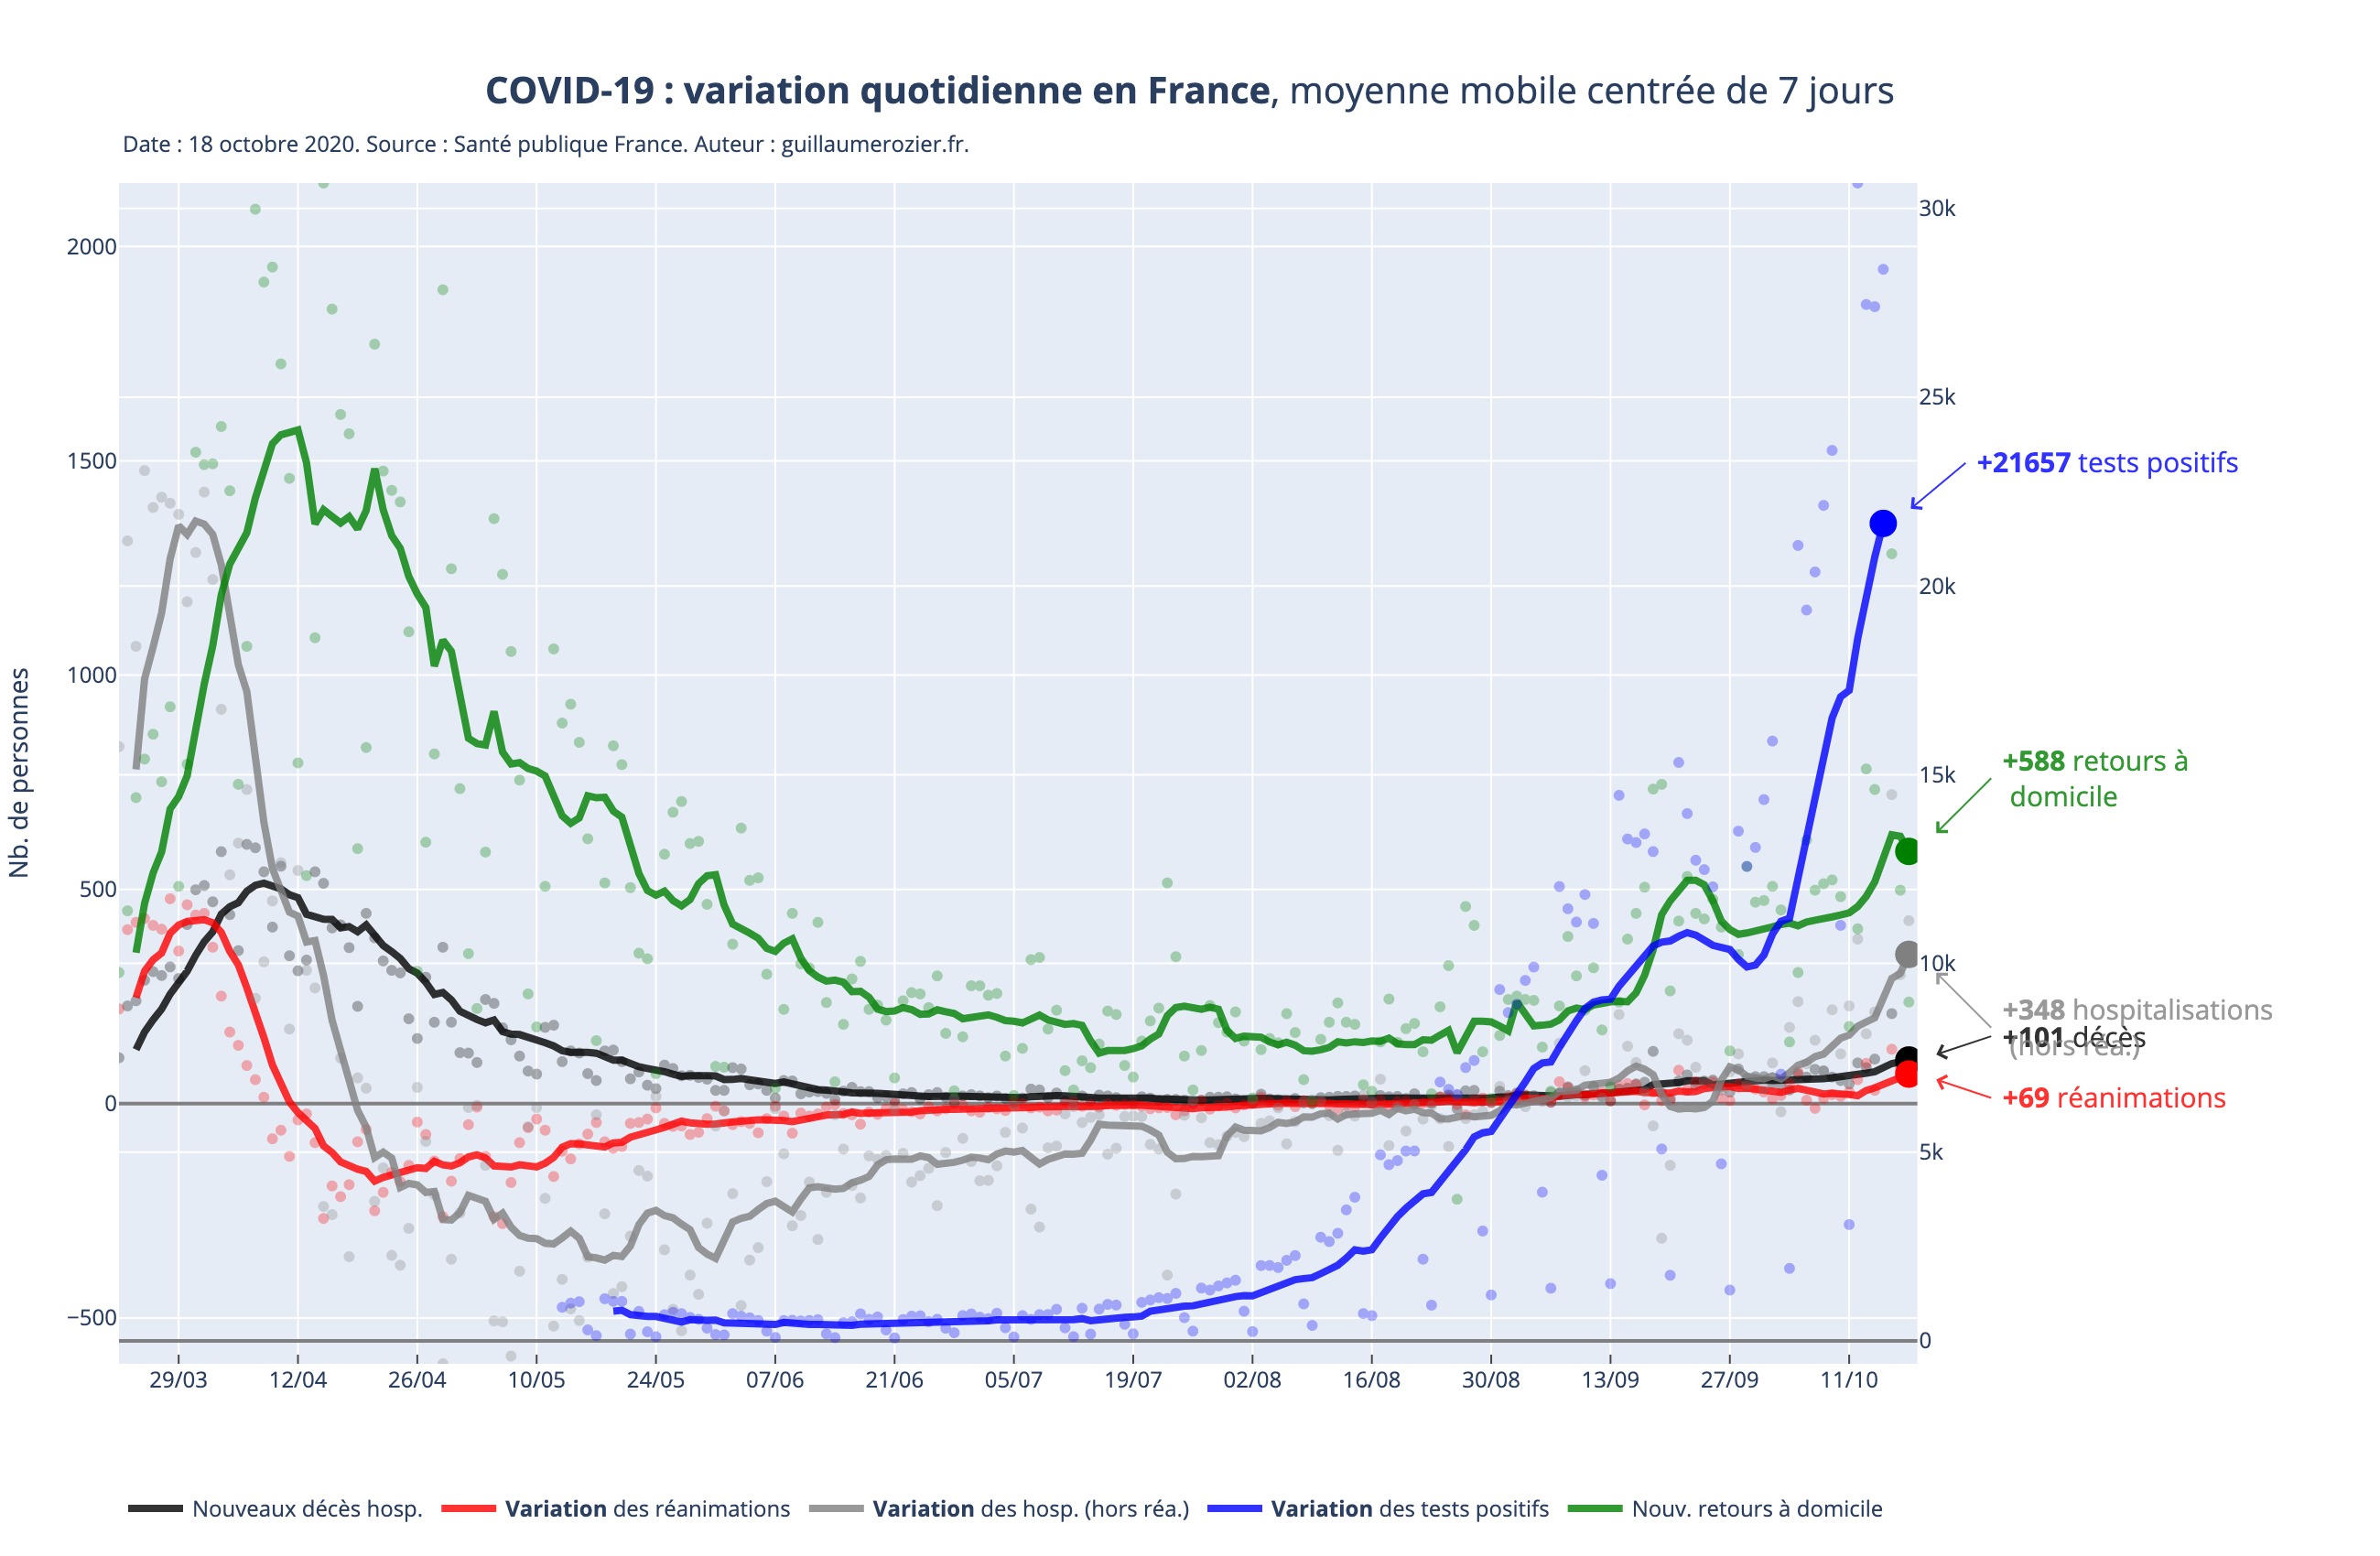 COVID-19 : variation quotidienne en France, moyenne mobile centrée de 7 jours
Date : 18 octobre 2020. Source : Santé publique France. Auteur : guillaumerozier.fr.
Nb. de personnes
2000
1500
1000
500
0
−500
30k
25k
20k
15k
10k
5k
0
+21657 tests positifs
+588 retours à
domicile
+348 hospitalisations
(hors réa.)
+101 décès
+69 réanimations
29/03 12/04 26/04 10/05 24/05 07/06 21/06 05/07 19/07 02/08 16/08 30/08 13/09 27/09 11/10
Nouveaux décès hosp. Variation des réanimations Variation des hosp. (hors réa.) Variation des tests positifs Nouv. retours à domicile